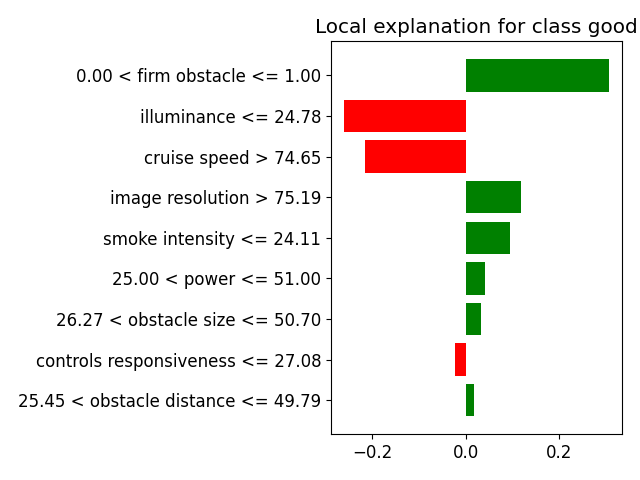 Local explanation for class good
0.00 < firm obstacle <= 1.00
illuminance <= 24.78
cruise speed > 74.65
image resolution > 75.19
smoke intensity <= 24.11
25.00 < power <= 51.00
26.27 < obstacle size <= 50.70
controls responsiveness <= 27.08
25.45 < obstacle distance <= 49.79
−0.2 0.0 0.2